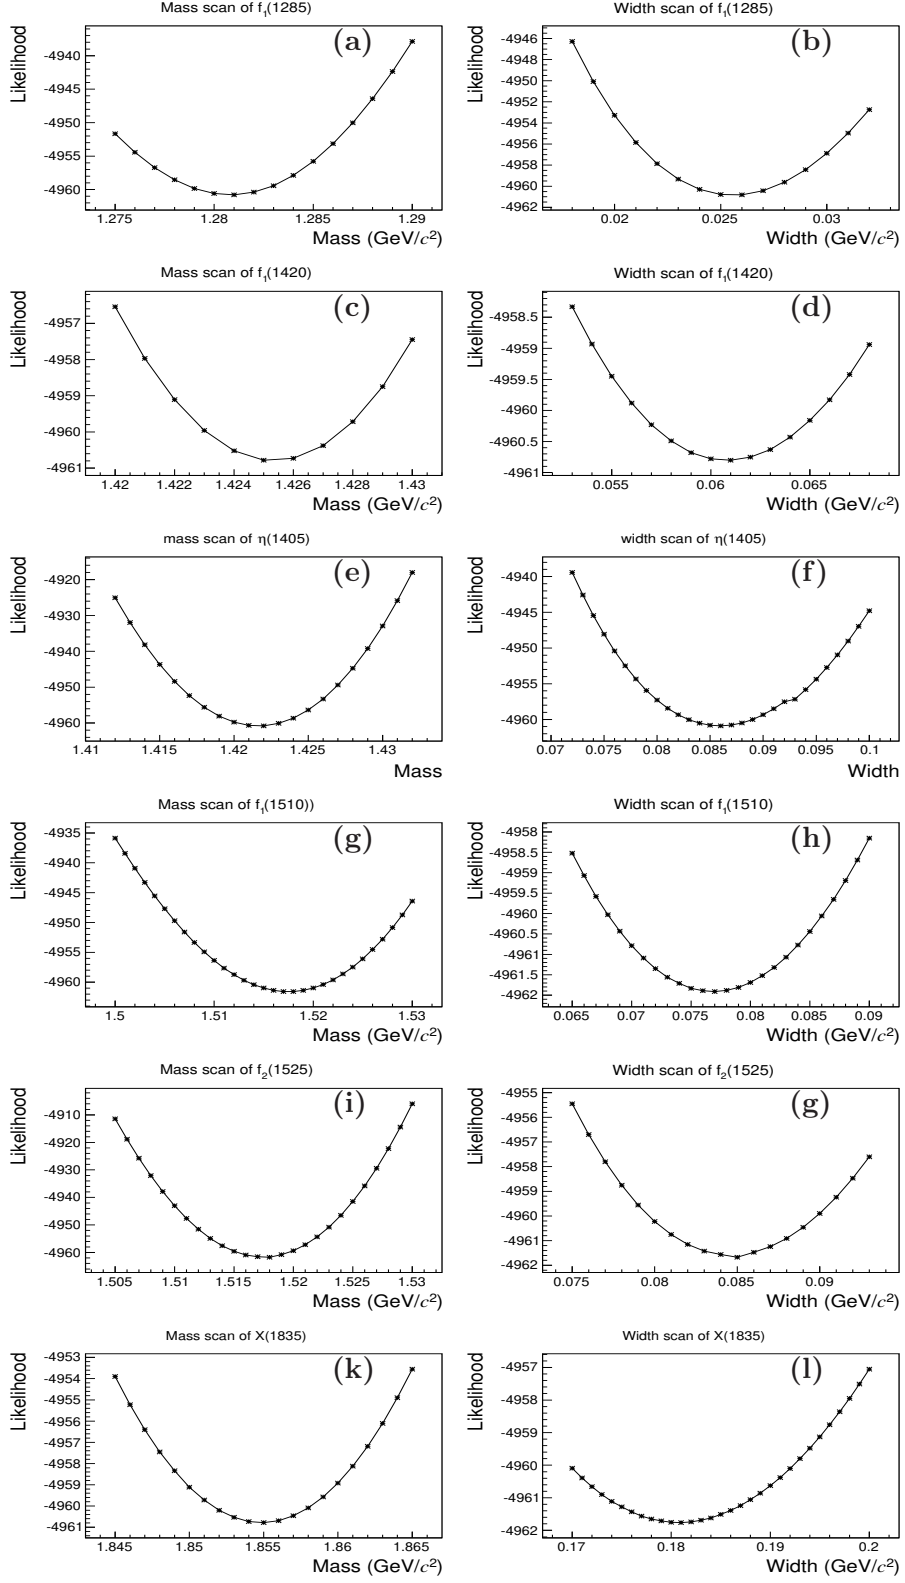 Mass scan of f1(1285)
(a)
Likelihood
-4940
-4945
-4950
-4955
-4960
1.275 1.28 1.285 1.29
Mass (GeV/c²)
Width scan of f1(1285)
(b)
Likelihood
-4946
-4948
-4950
-4952
-4954
-4956
-4958
-4960
-4962
0.02 0.025 0.03
Width (GeV/c²)
Mass scan of f1(1420)
(c)
Likelihood
-4957
-4958
-4959
-4960
-4961
1.42 1.422 1.424 1.426 1.428 1.430
Mass (GeV/c²)
Width scan of f1(1420)
(d)
Likelihood
-4958.5
-4959
-4959.5
-4960
-4960.5
-4961
0.055 0.06 0.065
Width (GeV/c²)
mass scan of η(1405)
(e)
Likelihood
-4920
-4930
-4940
-4950
-4960
1.41 1.415 1.42 1.425 1.43
Mass
width scan of η(1405)
(f)
Likelihood
-4940
-4945
-4950
-4955
-4960
0.07 0.075 0.08 0.085 0.09 0.095 0.1
Width
Mass scan of f1(1510))
(g)
Likelihood
-4935
-4940
-4945
-4950
-4955
-4960
1.5 1.51 1.52 1.53
Mass (GeV/c²)
Width scan of f1(1510)
(h)
Likelihood
-4958
-4958.5
-4959
-4959.5
-4960
-4960.5
-4961
-4961.5
-4962
0.065 0.07 0.075 0.08 0.085 0.09
Width (GeV/c²)
Mass scan of f2(1525)
(i)
Likelihood
-4910
-4920
-4930
-4940
-4950
-4960
1.505 1.51 1.515 1.52 1.525 1.53
Mass (GeV/c²)
Width scan of f2(1525)
(g)
Likelihood
-4955
-4956
-4957
-4958
-4959
-4960
-4961
-4962
0.075 0.08 0.085 0.09
Width (GeV/c²)
Mass scan of X(1835)
(k)
Likelihood
-4953
-4954
-4955
-4956
-4957
-4958
-4959
-4960
-4961
1.845 1.85 1.855 1.86 1.865
Mass (GeV/c²)
Width scan of X(1835)
(l)
Likelihood
-4957
-4958
-4959
-4960
-4961
-4962
0.17 0.18 0.19 0.2
Width (GeV/c²)